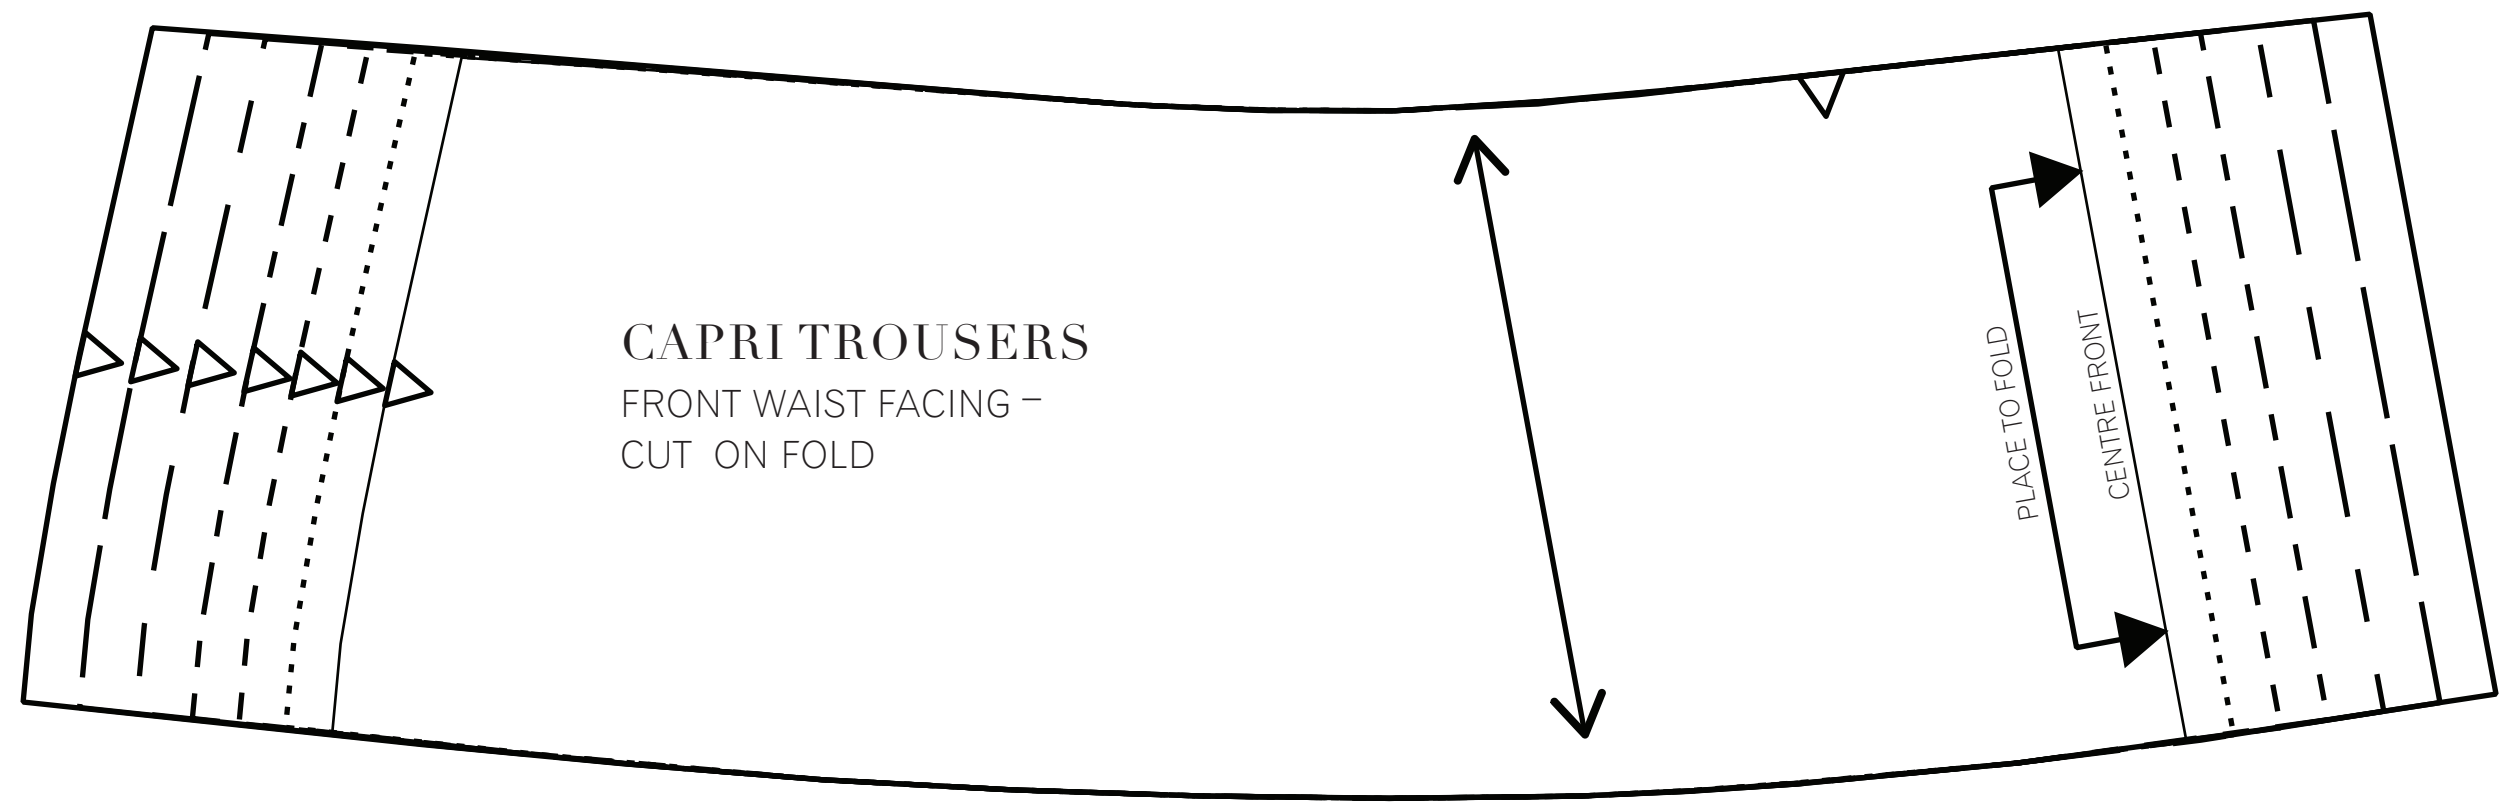 CAPRI TROUSERS
FRONT WAIST FACING –
CUT ON FOLD
PLACE TO FOLD
CENTRE FRONT